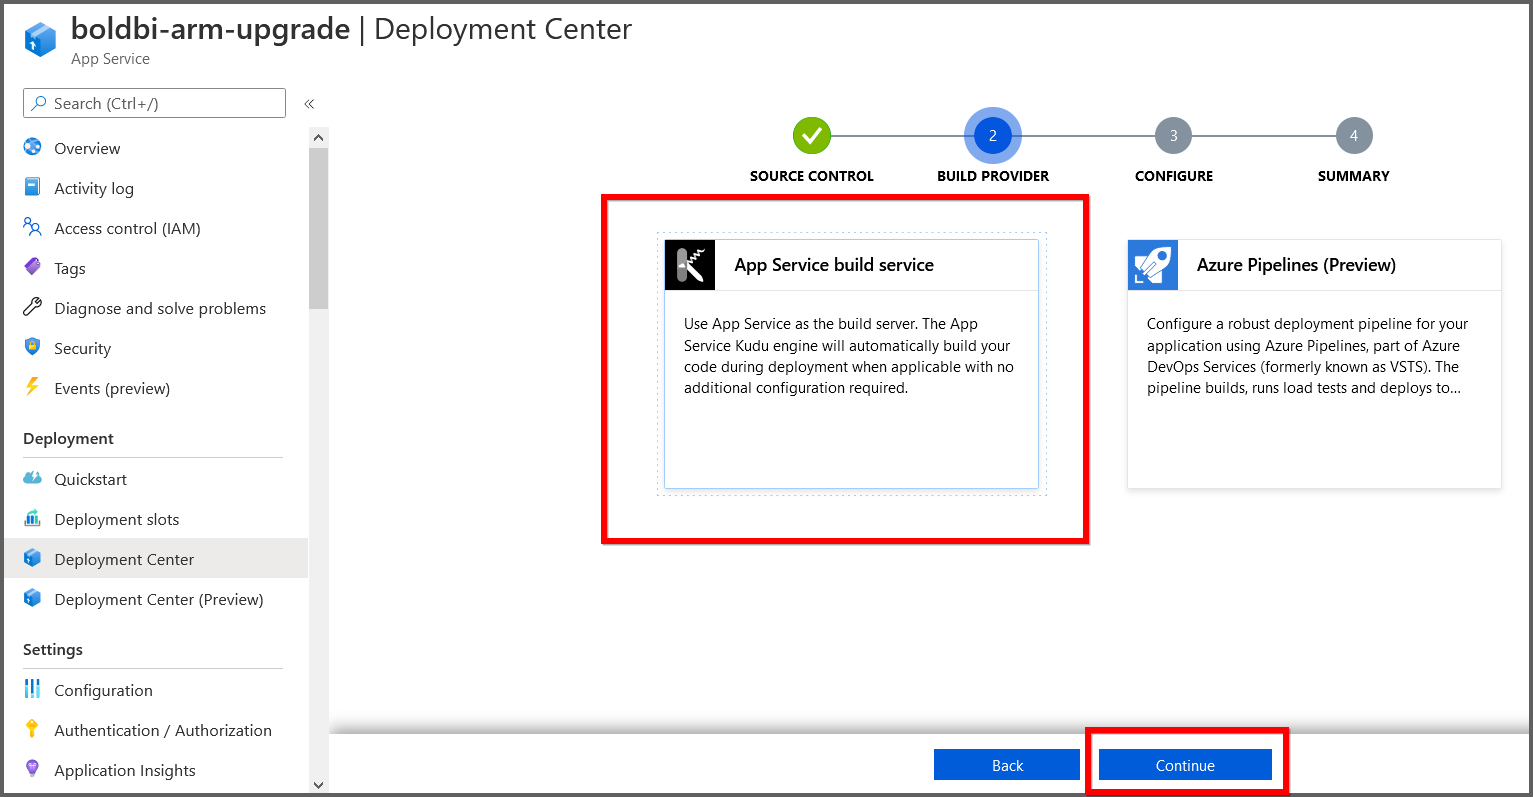 boldbi-arm-upgrade | Deployment Center
App Service
Search (Ctrl+/)
«
Overview
Activity log
Access control (IAM)
Tags
Diagnose and solve problems
Security
Events (preview)
Deployment
Quickstart
Deployment slots
Deployment Center
Deployment Center (Preview)
Settings
Configuration
Authentication / Authorization
Application Insights
2
3
4
SOURCE CONTROL
BUILD PROVIDER
CONFIGURE
SUMMARY
App Service build service
Use App Service as the build server. The App
Service Kudu engine will automatically build your
code during deployment when applicable with no
additional configuration required.
Azure Pipelines (Preview)
Configure a robust deployment pipeline for your
application using Azure Pipelines, part of Azure
DevOps Services (formerly known as VSTS). The
pipeline builds, runs load tests and deploys to...
Back
Continue